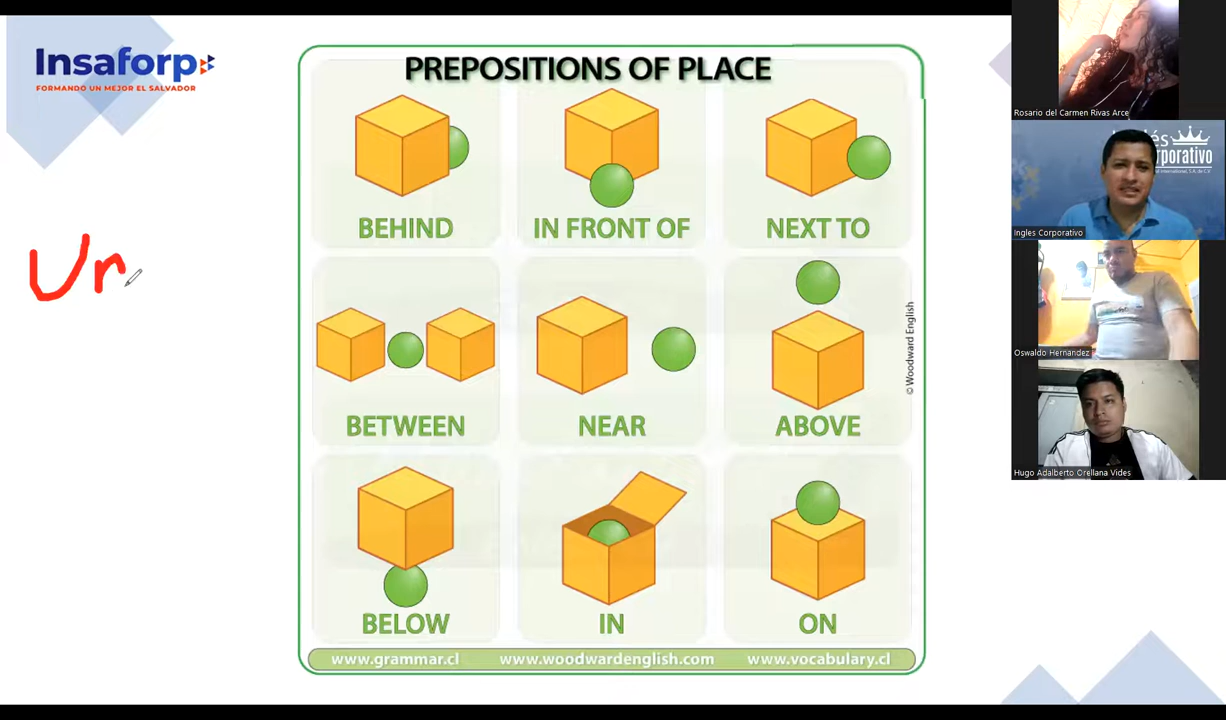 Insaforp
FORMANDO UN MEJOR EL SALVADOR
PREPOSITIONS OF PLACE
BEHIND
IN FRONT OF
NEXT TO
BETWEEN
NEAR
ABOVE
BELOW
IN
ON
© Woodward English
www.grammar.cl
www.woodwardenglish.com
www.vocabulary.cl
Ur
Rosario del Carmen Rivas Arce
Ingles Corporativo
Oswaldo Hernandez
Hugo Adalberto Orellana Vides